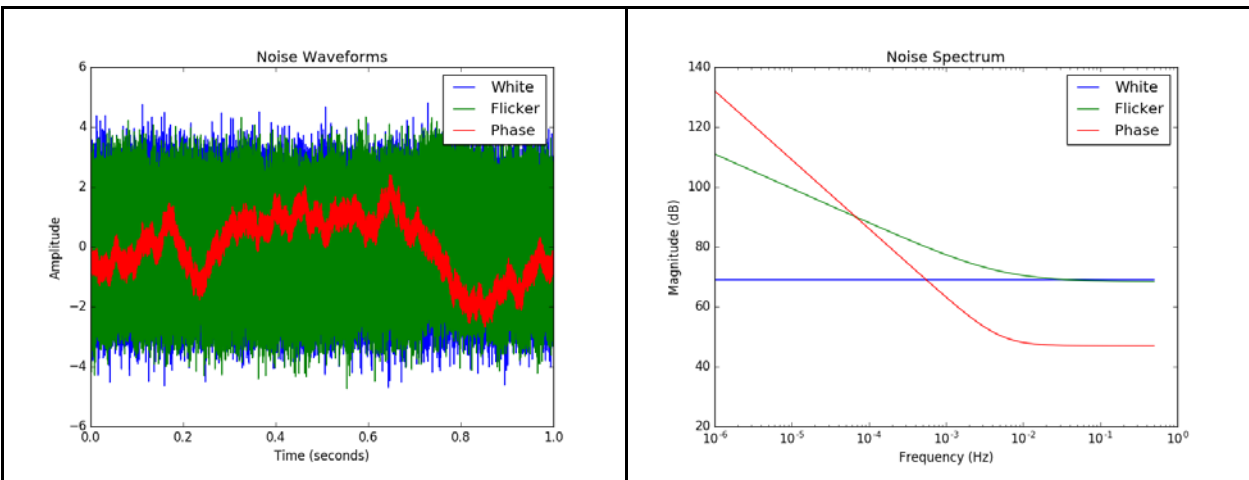 Noise Waveforms
6
4
2
0
−2
−4
−6
Amplitude
0.0 0.2 0.4 0.6 0.8 1.0
Time (seconds)
White
Flicker
Phase
Noise Spectrum
140
120
100
80
60
40
20
Magnitude (dB)
10⁻⁶ 10⁻⁵ 10⁻⁴ 10⁻³ 10⁻² 10⁻¹ 10⁰
Frequency (Hz)
White
Flicker
Phase